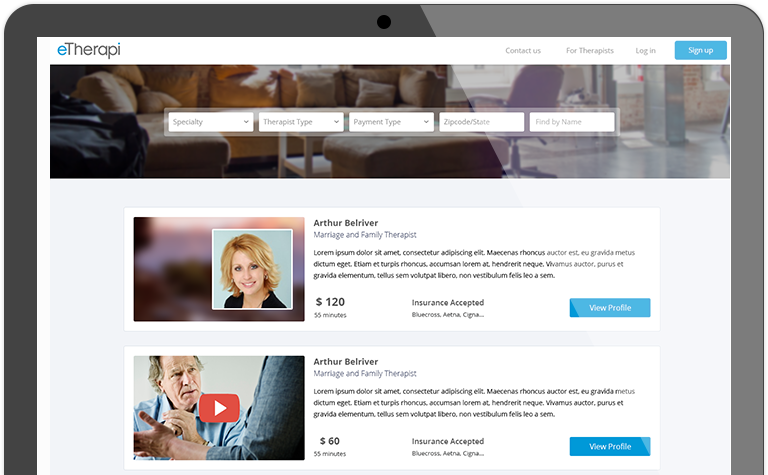 eTherapi
Contact us For Therapists Log in Sign up
Specialty Therapist Type Payment Type Zipcode/State Find by Name
Arthur Belriver
Marriage and Family Therapist
Lorem ipsum dolor sit amet, consectetur adipiscing elit. Maecenas rhoncus auctor est, eu gravida metus
dictum eget. Etiam et turpis rhoncus, accumsan lorem at, hendrerit neque. Vivamus auctor, purus et
gravida elementum, tellus sem volutpat libero, non vestibulum felis leo a sem.
$ 120 Insurance Accepted View Profile
55 minutes Bluecross, Aetna, Cigna...
Arthur Belriver
Marriage and Family Therapist
Lorem ipsum dolor sit amet, consectetur adipiscing elit. Maecenas rhoncus auctor est, eu gravida metus
dictum eget. Etiam et turpis rhoncus, accumsan lorem at, hendrerit neque. Vivamus auctor, purus et
gravida elementum, tellus sem volutpat libero, non vestibulum felis leo a sem.
$ 60 Insurance Accepted View Profile
55 minutes Bluecross, Aetna, Cigna...